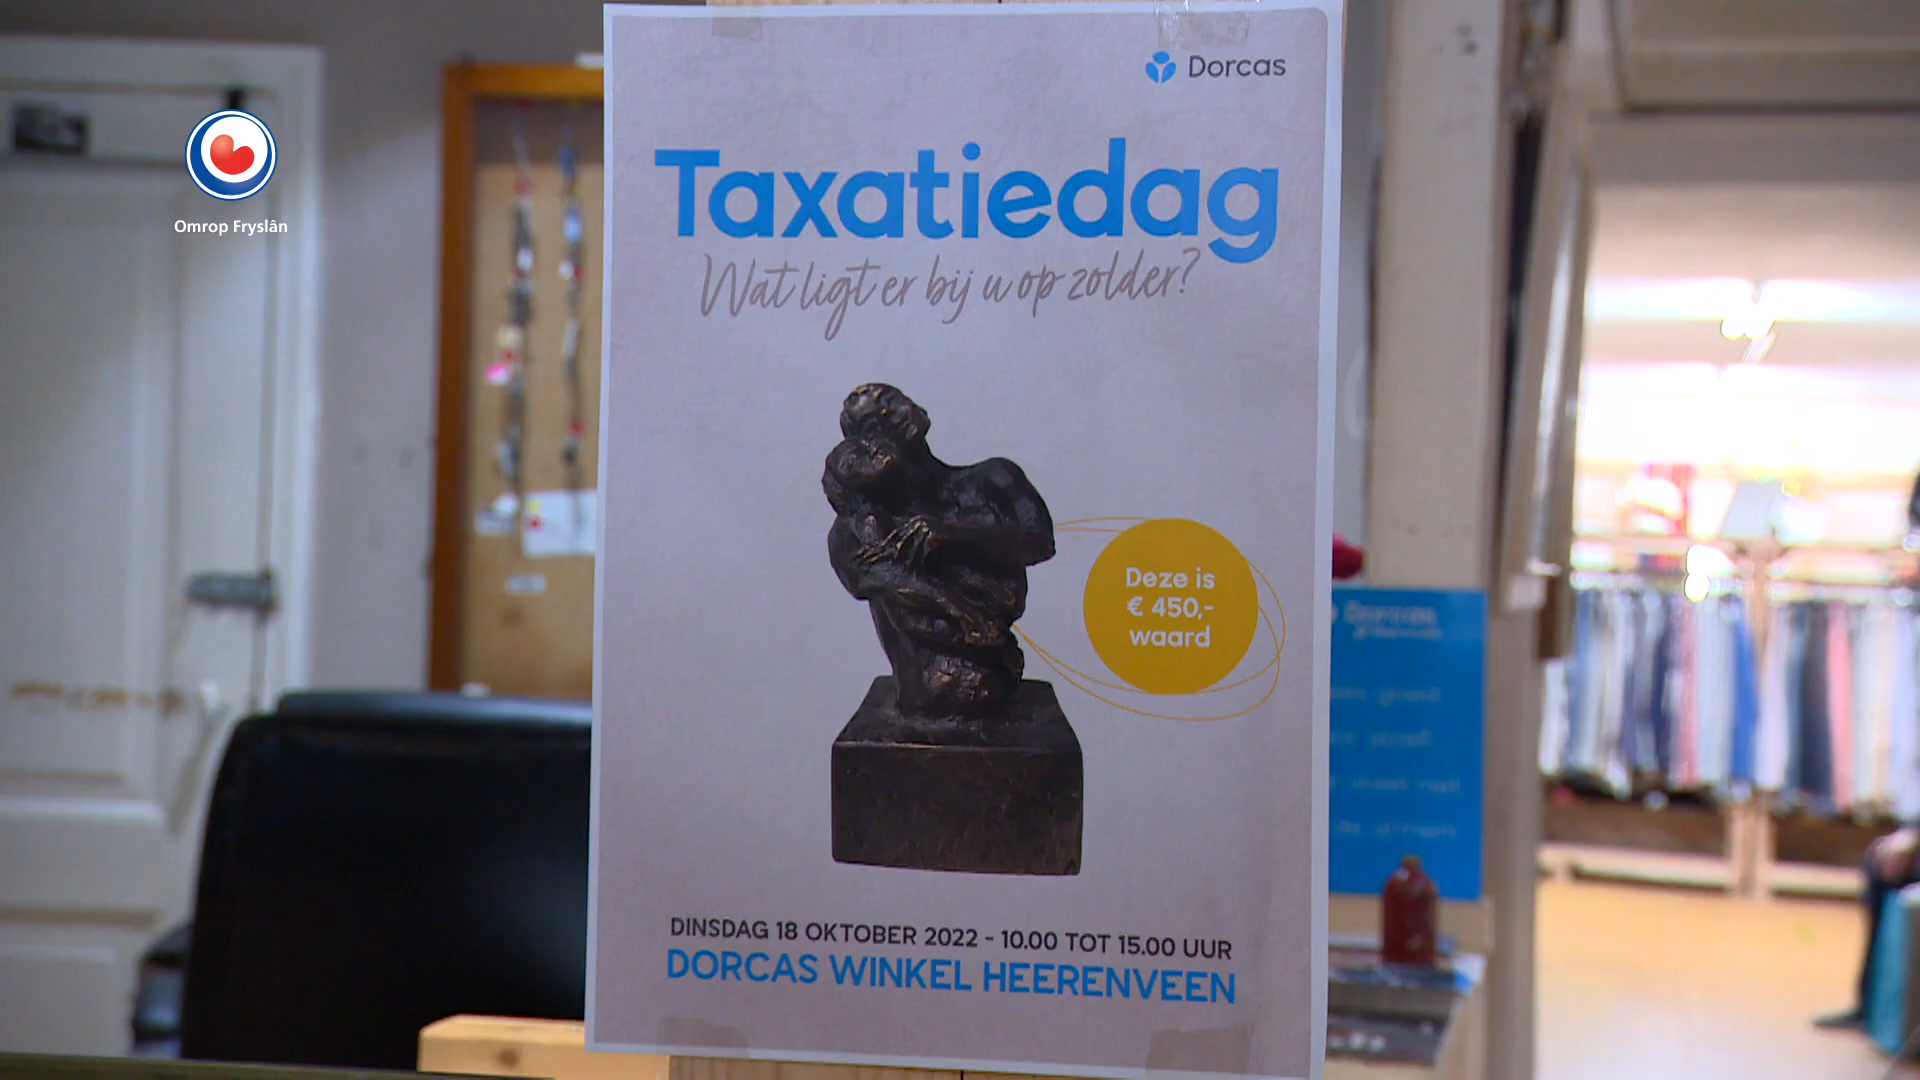 Omrop Fryslân
Dorcas
Taxatiedag
Wat ligt er bij u op zolder?
Deze is
€ 450,-
waard
DINSDAG 18 OKTOBER 2022 - 10.00 TOT 15.00 UUR
DORCAS WINKEL HEERENVEEN
Dorcas